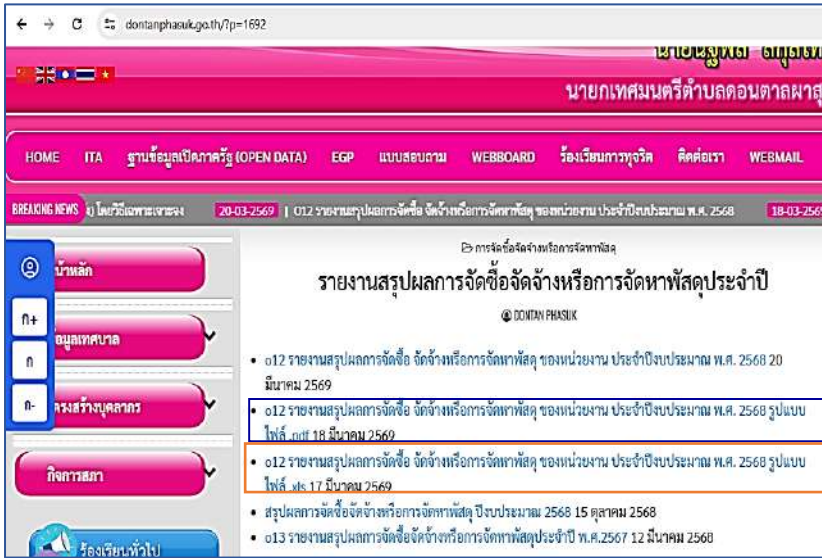 dontanphasuk.go.th/?p=1692
นายกเทศมนตรีตำบลดอนตาลผาสุ
HOME ITA ฐานข้อมูลเปิดภาครัฐ (OPEN DATA) EGP แบบสอบถาม WEBBOARD ร้องเรียนการทุจริต ติดต่อเรา WEBMAIL
BREAKING NEWS โดยวิธีเฉพาะเจาะจง 20-03-2569 | O12 รายงานสรุปผลการจัดซื้อ จัดจ้างหรือการจัดหาพัสดุ ของหน่วยงาน ประจำปีงบประมาณ พ.ศ. 2568 18-03-256
การจัดซื้อจัดจ้างหรือการจัดหาพัสดุ
น้าหลัก
รายงานสรุปผลการจัดซื้อจัดจ้างหรือการจัดหาพัสดุประจำปี
DONTAN PHASUK
ก+
อมูลเทศบาล
ก
• o12 รายงานสรุปผลการจัดซื้อ จัดจ้างหรือการจัดหาพัสดุ ของหน่วยงาน ประจำปีงบประมาณ พ.ศ. 2568 20
มีนาคม 2569
ก-
รงสร้างบุคลากร
• o12 รายงานสรุปผลการจัดซื้อ จัดจ้างหรือการจัดหาพัสดุ ของหน่วยงาน ประจำปีงบประมาณ พ.ศ. 2568 รูปแบบ
ไฟล์ .pdf 18 มีนาคม 2569
• o12 รายงานสรุปผลการจัดซื้อ จัดจ้างหรือการจัดหาพัสดุ ของหน่วยงาน ประจำปีงบประมาณ พ.ศ. 2568 รูปแบบ
ไฟล์ .xls 17 มีนาคม 2569
กิจการสภา
• สรุปผลการจัดซื้อจัดจ้างหรือการจัดหาพัสดุ ปีงบประมาณ 2568 15 ตุลาคม 2568
• o13 รายงานสรุปผลการจัดซื้อจัดจ้างหรือการจัดหาพัสดุประจำปี พ.ศ.2567 12 มีนาคม 2568
ร้องเรียนทั่วไป